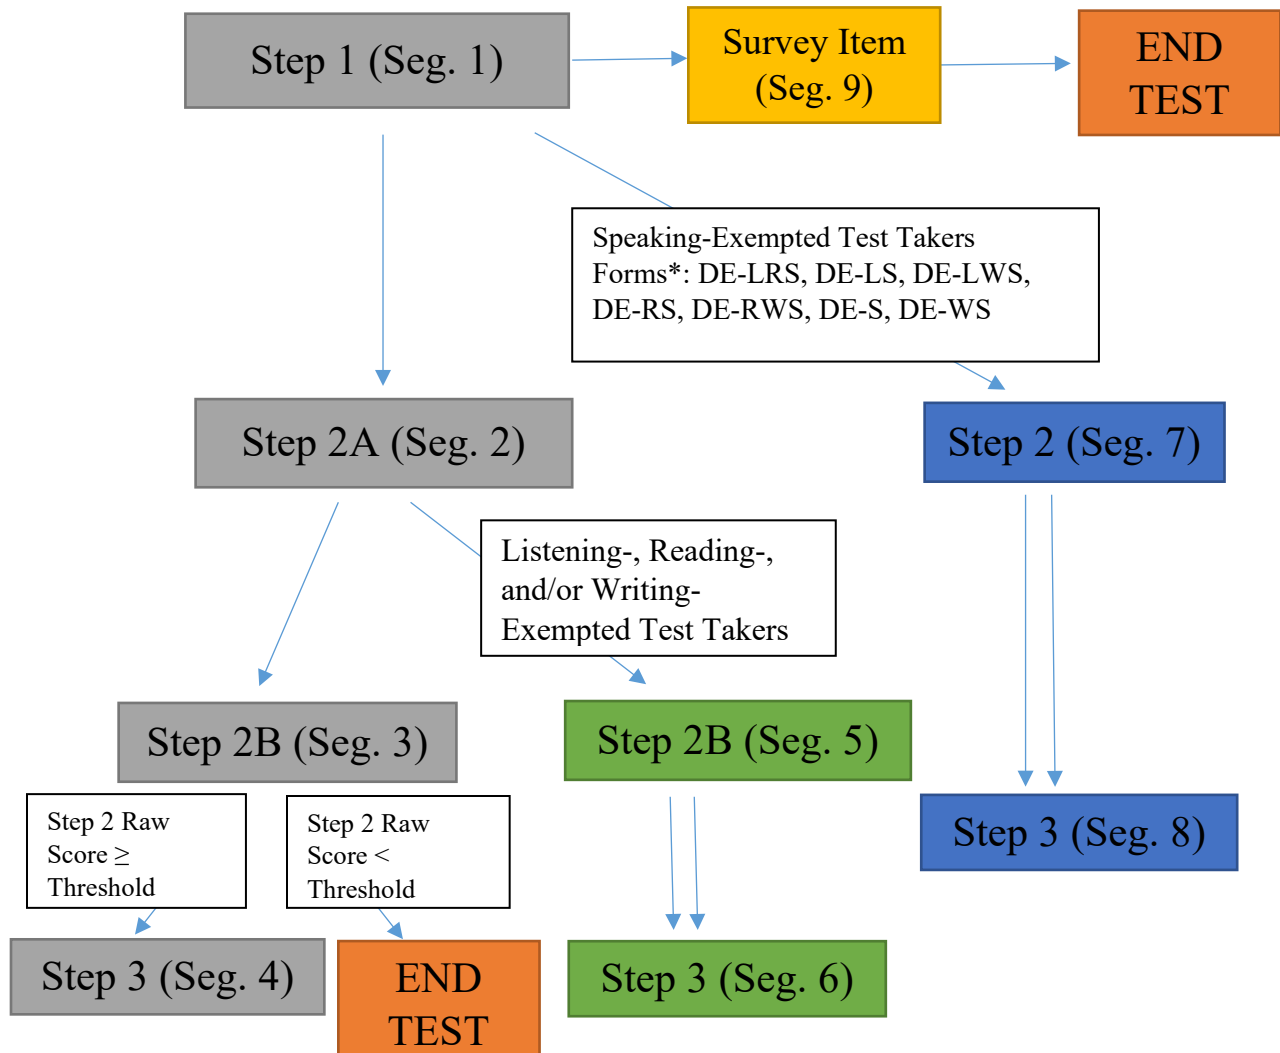 Step 1 (Seg. 1)
Survey Item
(Seg. 9)
END
TEST
Speaking-Exempted Test Takers
Forms*: DE-LRS, DE-LS, DE-LWS,
DE-RS, DE-RWS, DE-S, DE-WS
Step 2A (Seg. 2)
Step 2 (Seg. 7)
Listening-, Reading-,
and/or Writing-
Exempted Test Takers
Step 2B (Seg. 3)
Step 2B (Seg. 5)
Step 2 Raw
Score ≥
Threshold
Step 2 Raw
Score <
Threshold
Step 3 (Seg. 8)
Step 3 (Seg. 4)
END
TEST
Step 3 (Seg. 6)